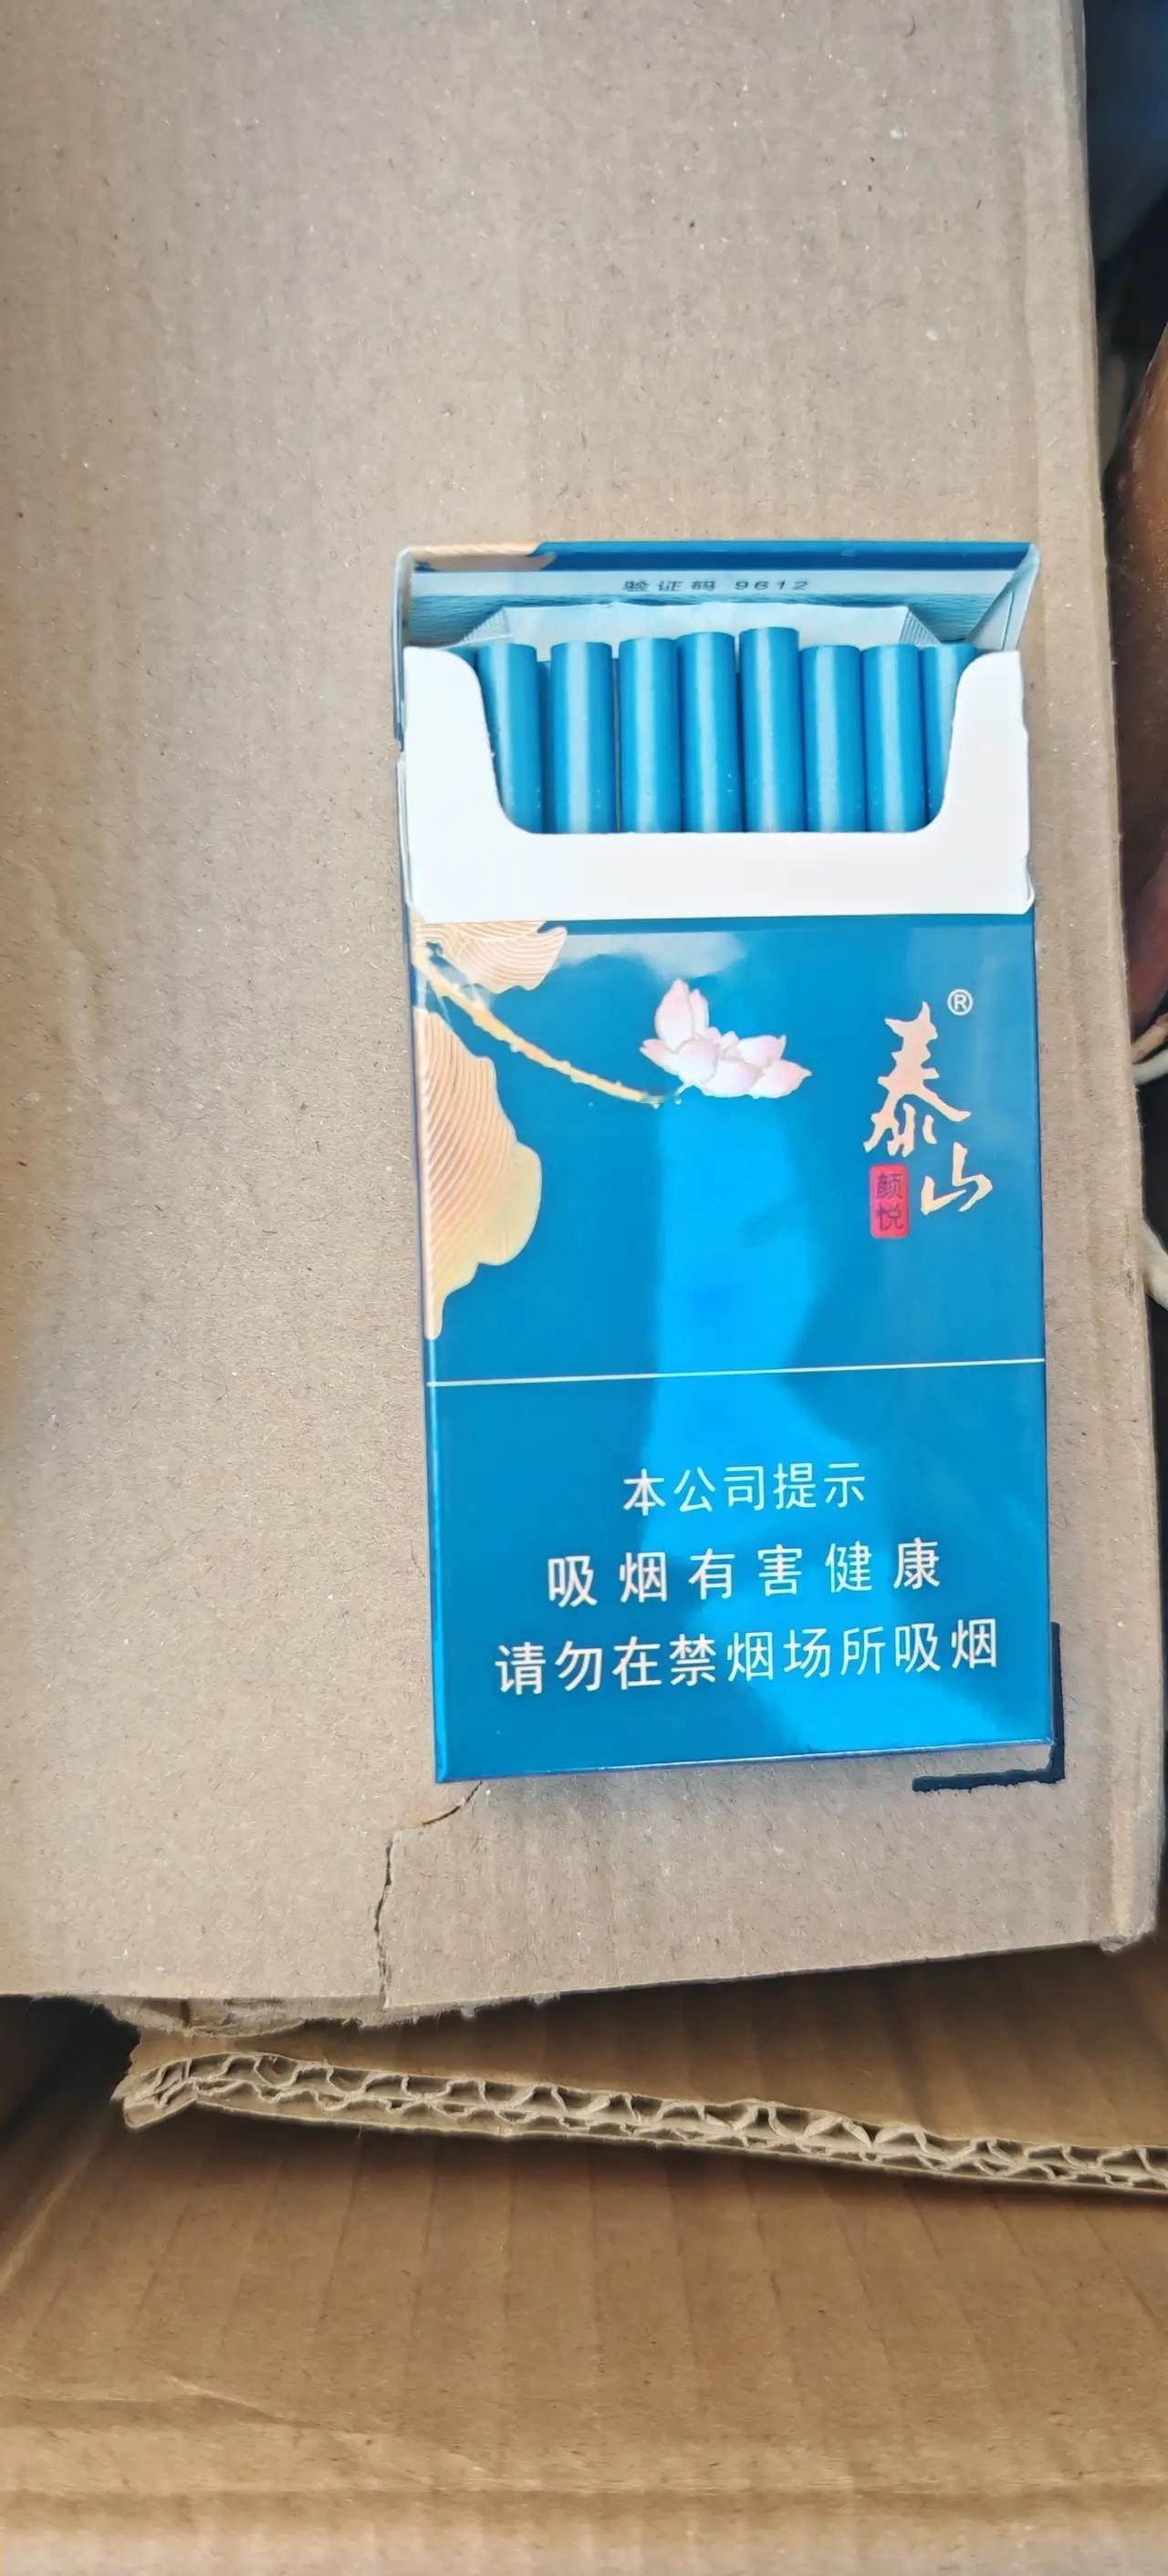 验证码 9612
泰山®
颜悦
本公司提示
吸烟有害健康
请勿在禁烟场所吸烟